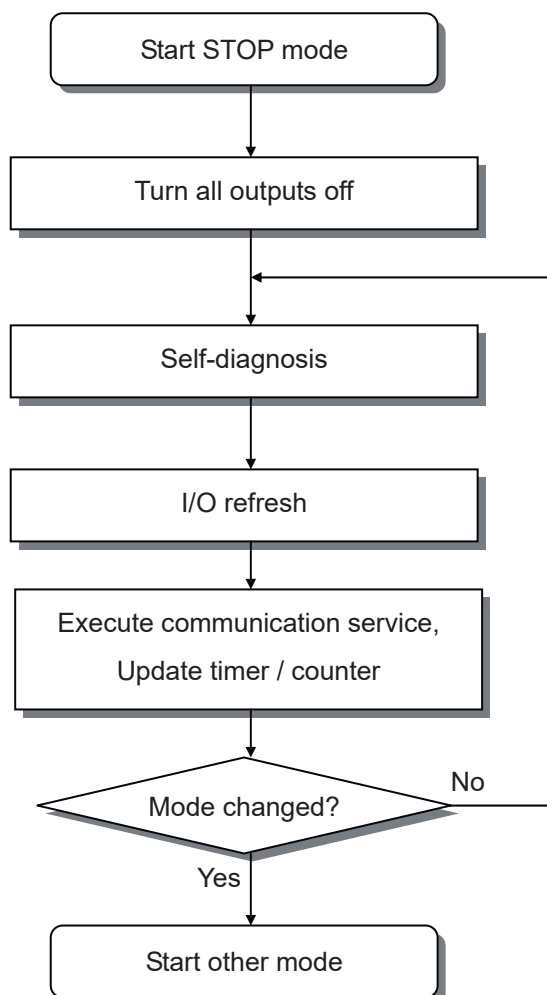 Start STOP mode
Turn all outputs off
Self-diagnosis
I/O refresh
Execute communication service,
Update timer / counter
Mode changed?
No
Yes
Start other mode